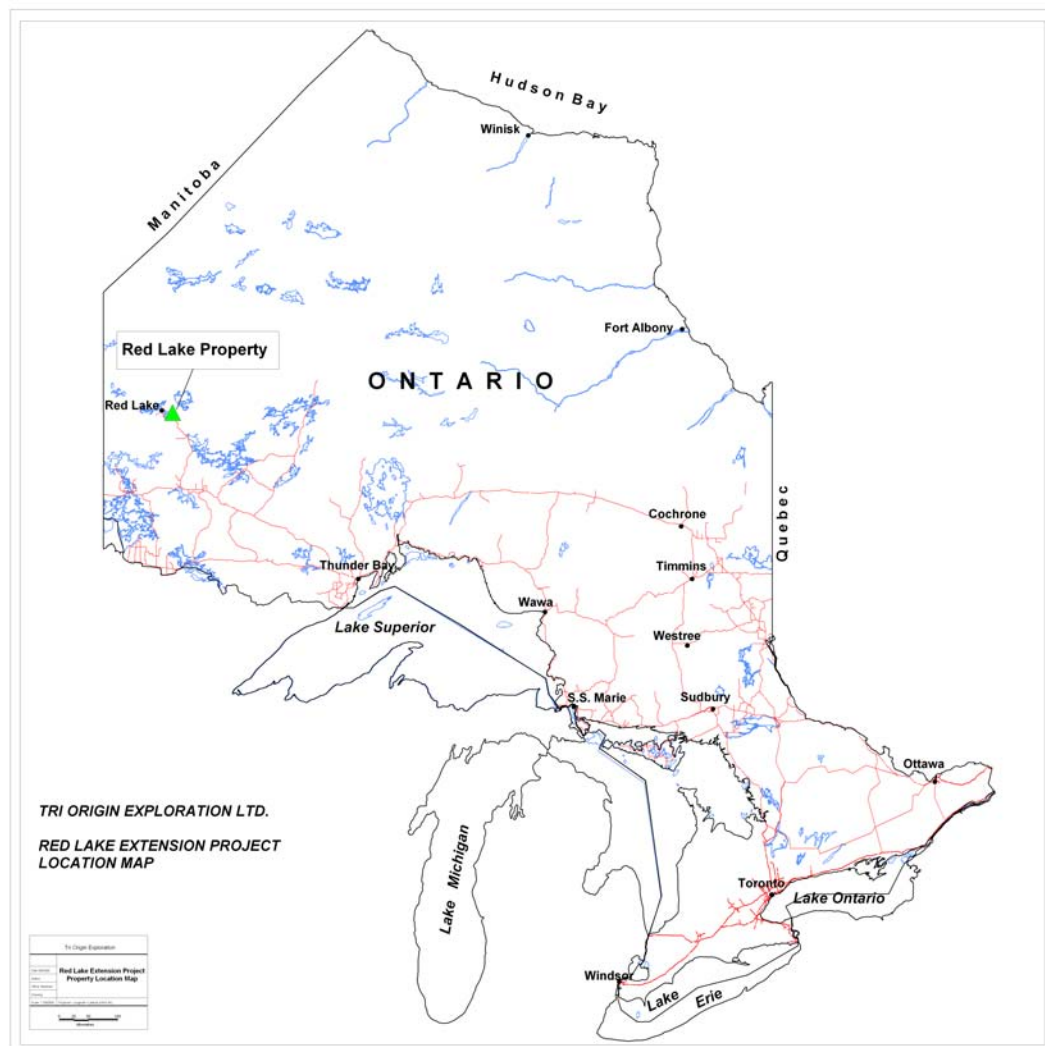 Hudson Bay
Winisk
Manitoba
Fort Albony
Red Lake Property
ONTARIO
Red Lake
Quebec
Cochrone
Thunder Bay
Timmins
Wawa
Lake Superior
Westree
S.S. Marie
Sudbury
Ottawa
TRI ORIGIN EXPLORATION LTD.
RED LAKE EXTENSION PROJECT
LOCATION MAP
Lake Michigan
Toronto
Lake Ontario
Windsor
Lake Erie
Tri Origin Exploration
Red Lake Extension Project
Property Location Map